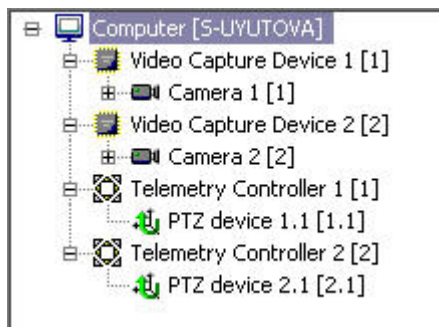 Computer [S-UYUTOVA]
Video Capture Device 1 [1]
Camera 1 [1]
Video Capture Device 2 [2]
Camera 2 [2]
Telemetry Controller 1 [1]
PTZ device 1.1 [1.1]
Telemetry Controller 2 [2]
PTZ device 2.1 [2.1]